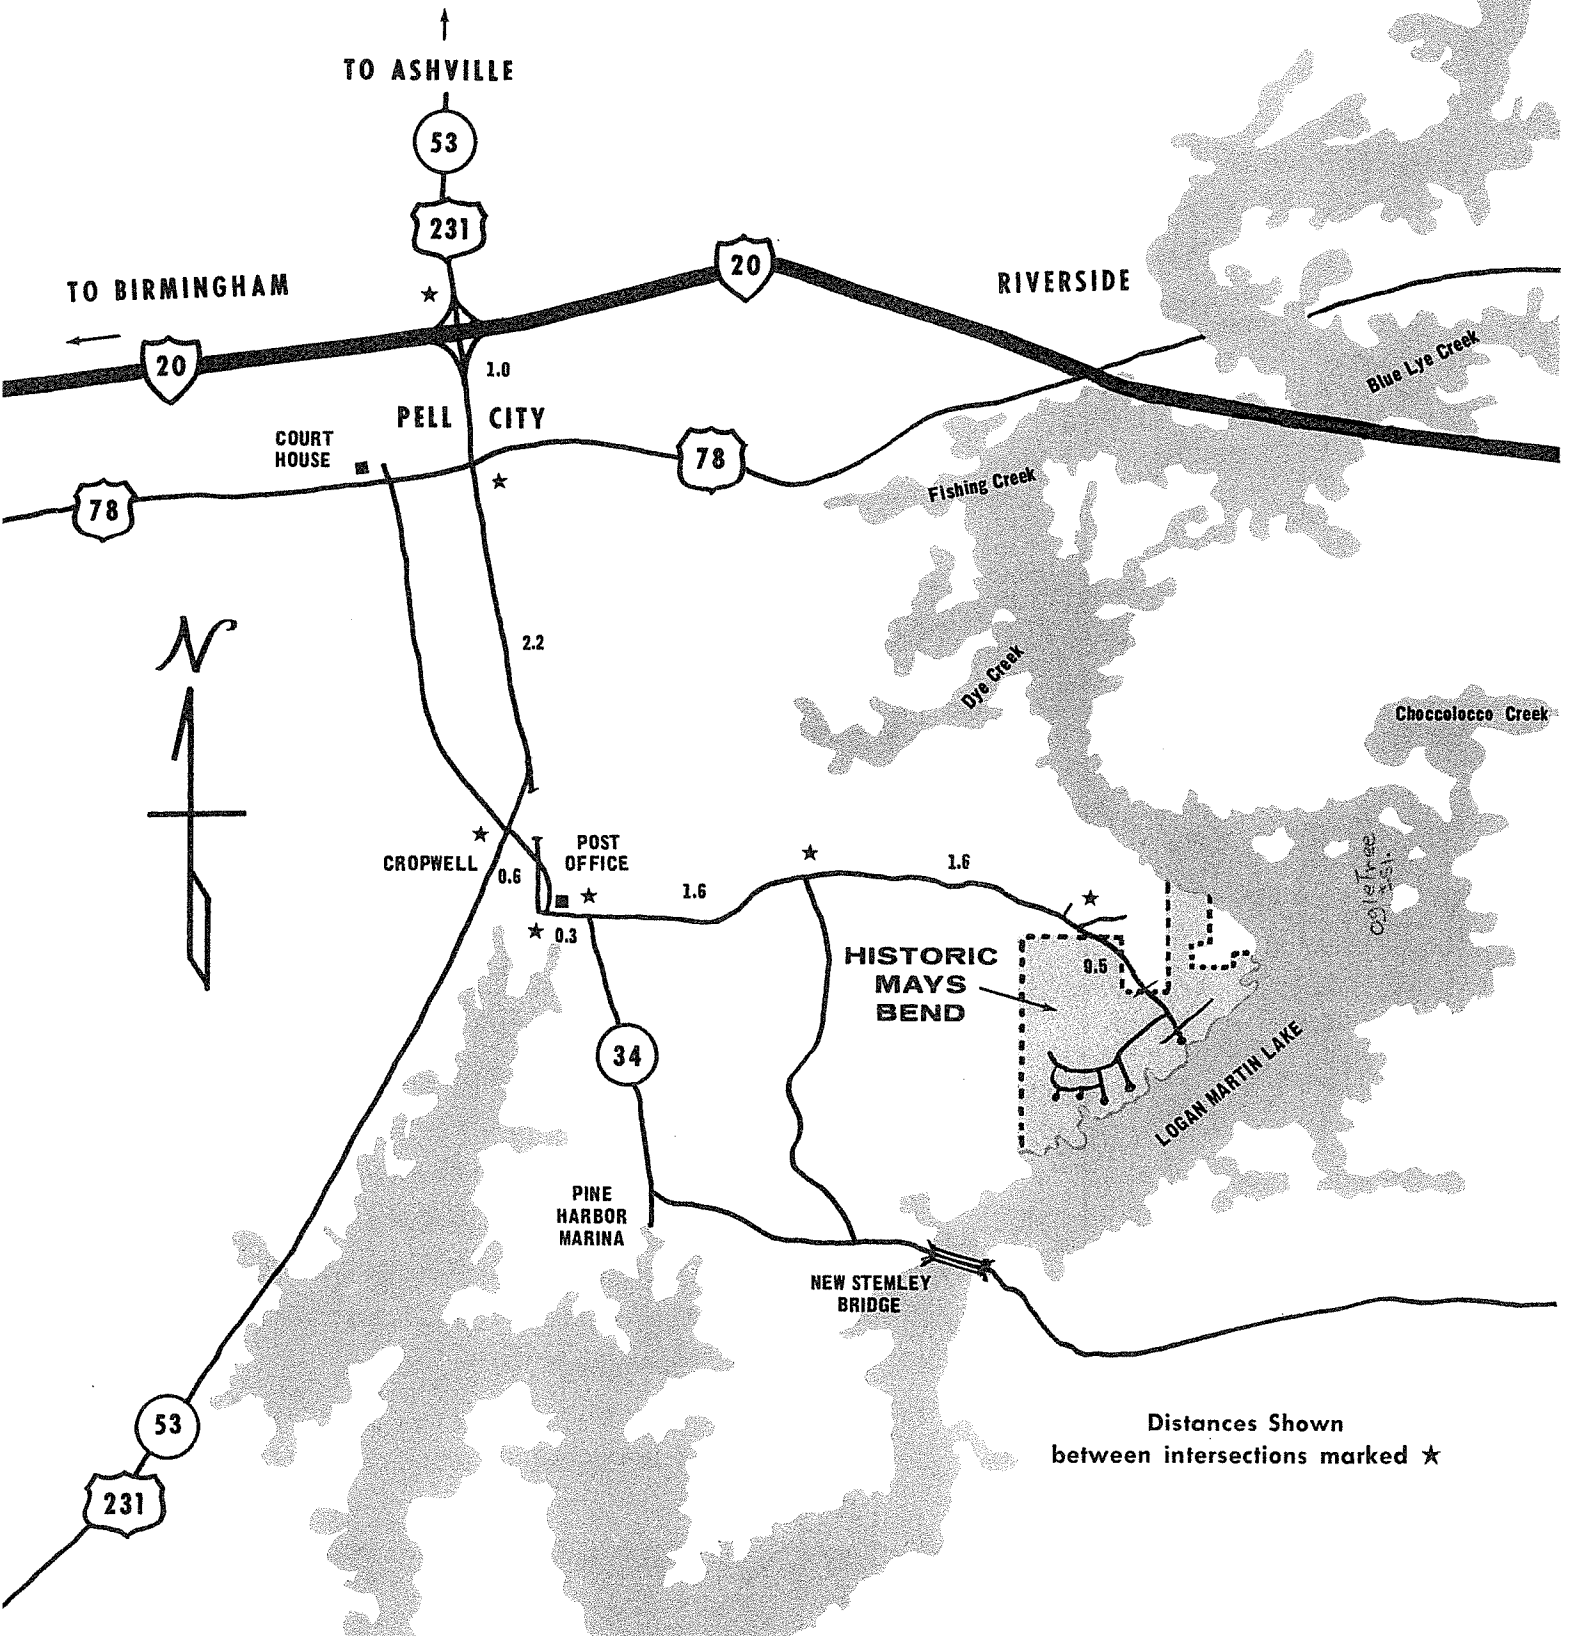 TO ASHVILLE
53
231
TO BIRMINGHAM
20
20
RIVERSIDE
Blue Lye Creek
1.0
PELL CITY
COURT
HOUSE
78
78
Fishing Creek
N
2.2
Dye Creek
Choccolocco Creek
CROPWELL
0.6
POST
OFFICE
0.3
1.6
1.6
OgleTree
Isl.
HISTORIC
MAYS
BEND
9.5
34
LOGAN MARTIN LAKE
PINE
HARBOR
MARINA
NEW STEMLEY
BRIDGE
53
231
Distances Shown
between intersections marked ★